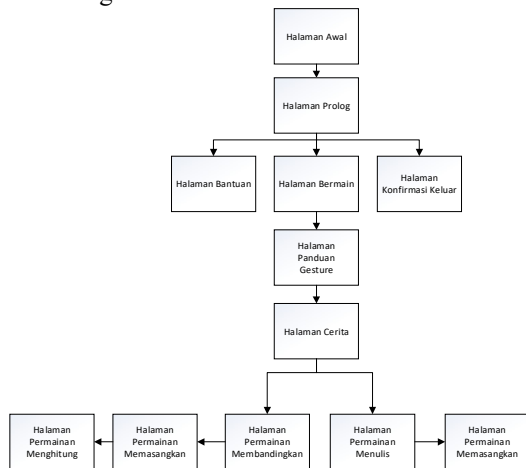 Halaman Awal
Halaman Prolog
Halaman Bantuan
Halaman Bermain
Halaman
Konfirmasi Keluar
Halaman
Panduan
Gesture
Halaman Cerita
Halaman
Permainan
Menghitung
Halaman
Permainan
Memasangkan
Halaman
Permainan
Membandingkan
Halaman
Permainan
Menulis
Halaman
Permainan
Memasangkan